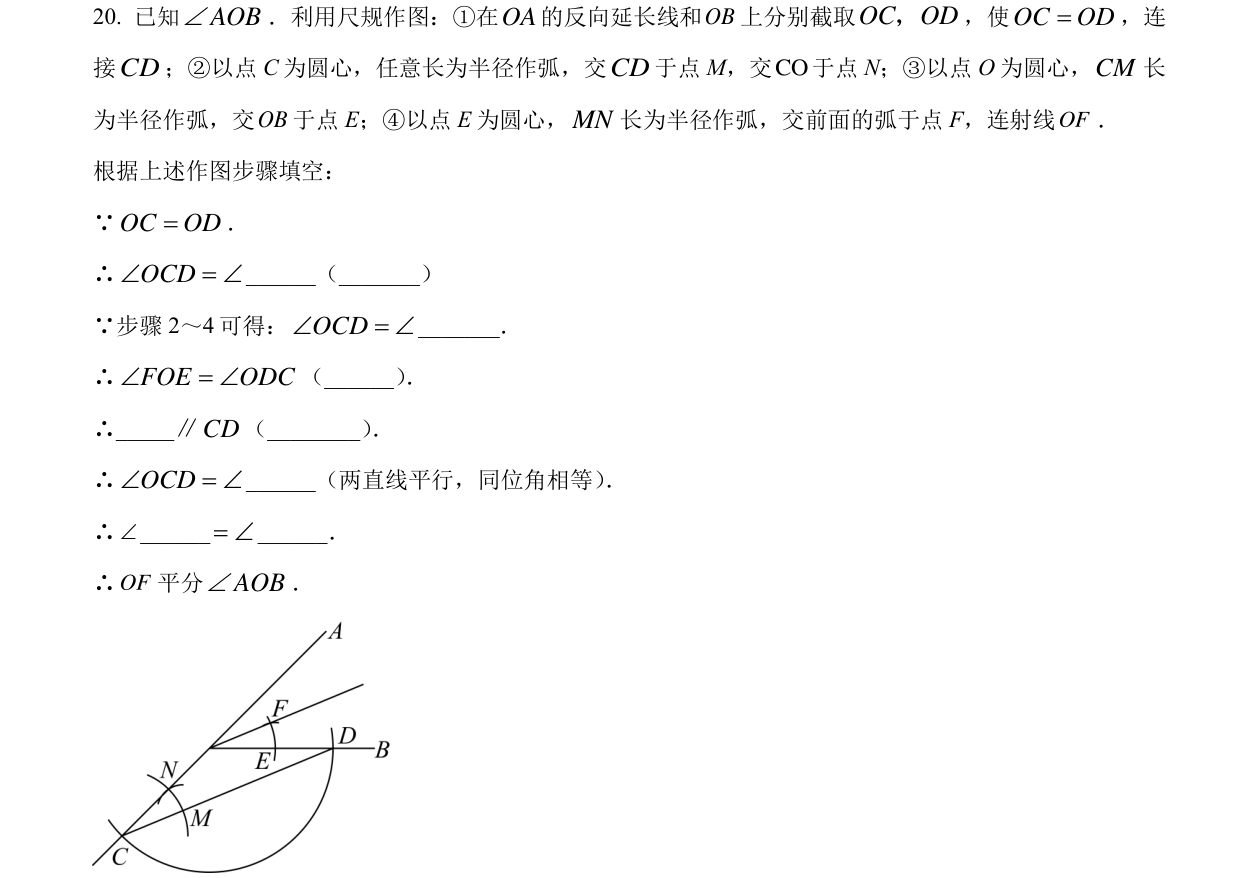 20. 已知∠AOB．利用尺规作图：①在OA的反向延长线和OB上分别截取OC，OD，使OC＝OD，连
接CD；②以点C为圆心，任意长为半径作弧，交CD于点M，交CO于点N；③以点O为圆心，CM长
为半径作弧，交OB于点E；④以点E为圆心，MN长为半径作弧，交前面的弧于点F，连射线OF．
根据上述作图步骤填空：
∵OC＝OD．
∴∠OCD＝∠______（_______）
∵步骤2～4可得：∠OCD＝∠_______．
∴∠FOE＝∠ODC（______）．
∴_____∥CD（________）．
∴∠OCD＝∠______（两直线平行，同位角相等）．
∴∠______＝∠______．
∴OF平分∠AOB．
A
F
D
B
E
N
M
C